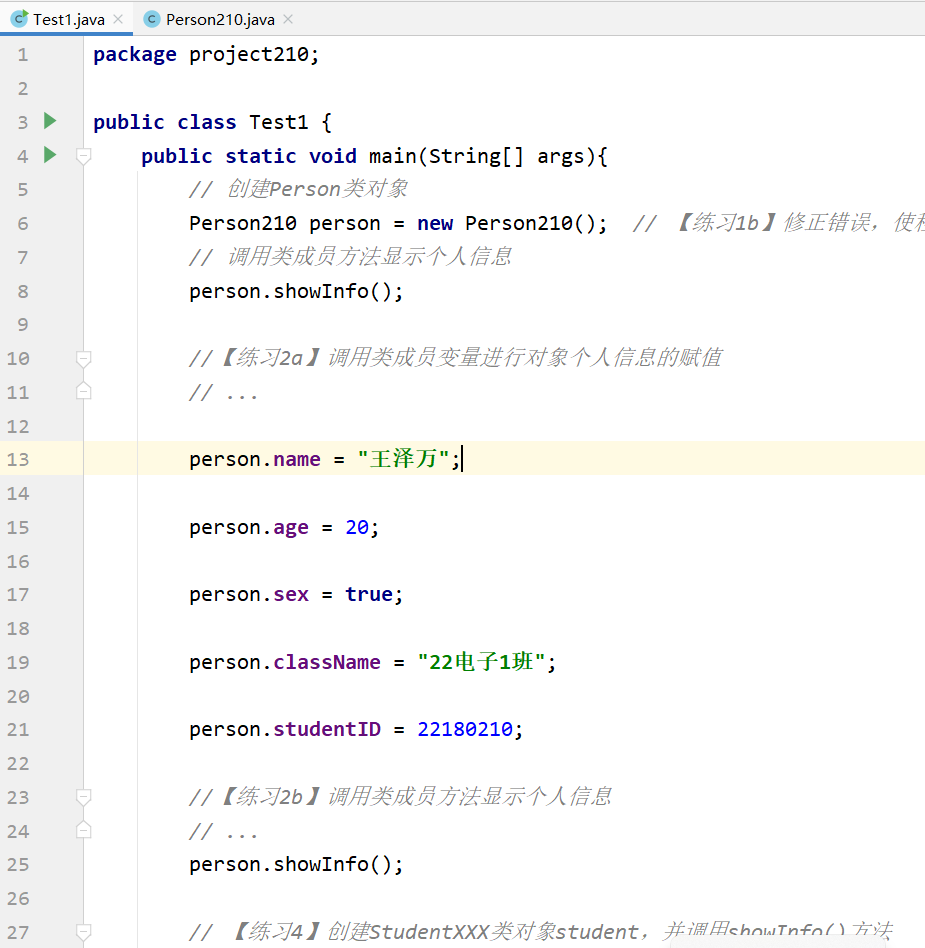 Test1.java × Person210.java ×
1 package project210;
2
3 public class Test1 {
4 public static void main(String[] args){
5 // 创建Person类对象
6 Person210 person = new Person210(); // 【练习1b】修正错误，使
7 // 调用类成员方法显示个人信息
8 person.showInfo();
9
10 //【练习2a】调用类成员变量进行对象个人信息的赋值
11 // ...
12
13 person.name = "王泽万";
14
15 person.age = 20;
16
17 person.sex = true;
18
19 person.className = "22电子1班";
20
21 person.studentID = 22180210;
22
23 //【练习2b】调用类成员方法显示个人信息
24 // ...
25 person.showInfo();
26
27 // 【练习4】创建StudentXXX类对象student，并调用showInfo()方法